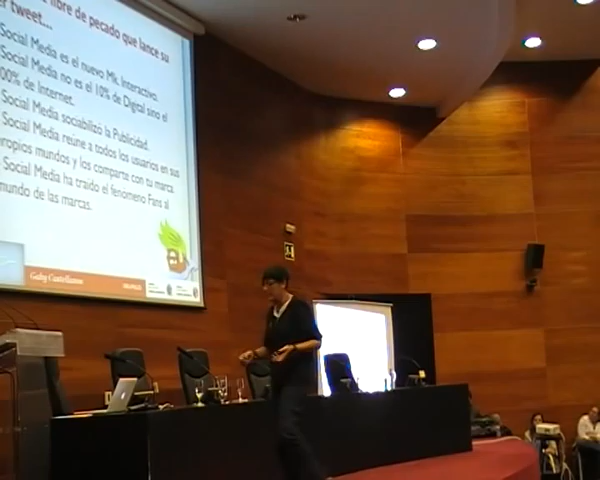 libre de pecado que lance su
er tweet...
Social Media es el nuevo Mk. Interactivo.
Social Media no es el 10% de Digital sino el
00% de Internet.
Social Media sociabilizó la Publicidad.
Social Media reúne a todos los usuarios en sus
ropios mundos y los comparte con tu marca.
Social Media ha traído el fenómeno Fans al
mundo de las marcas.
Gaby Castellanos